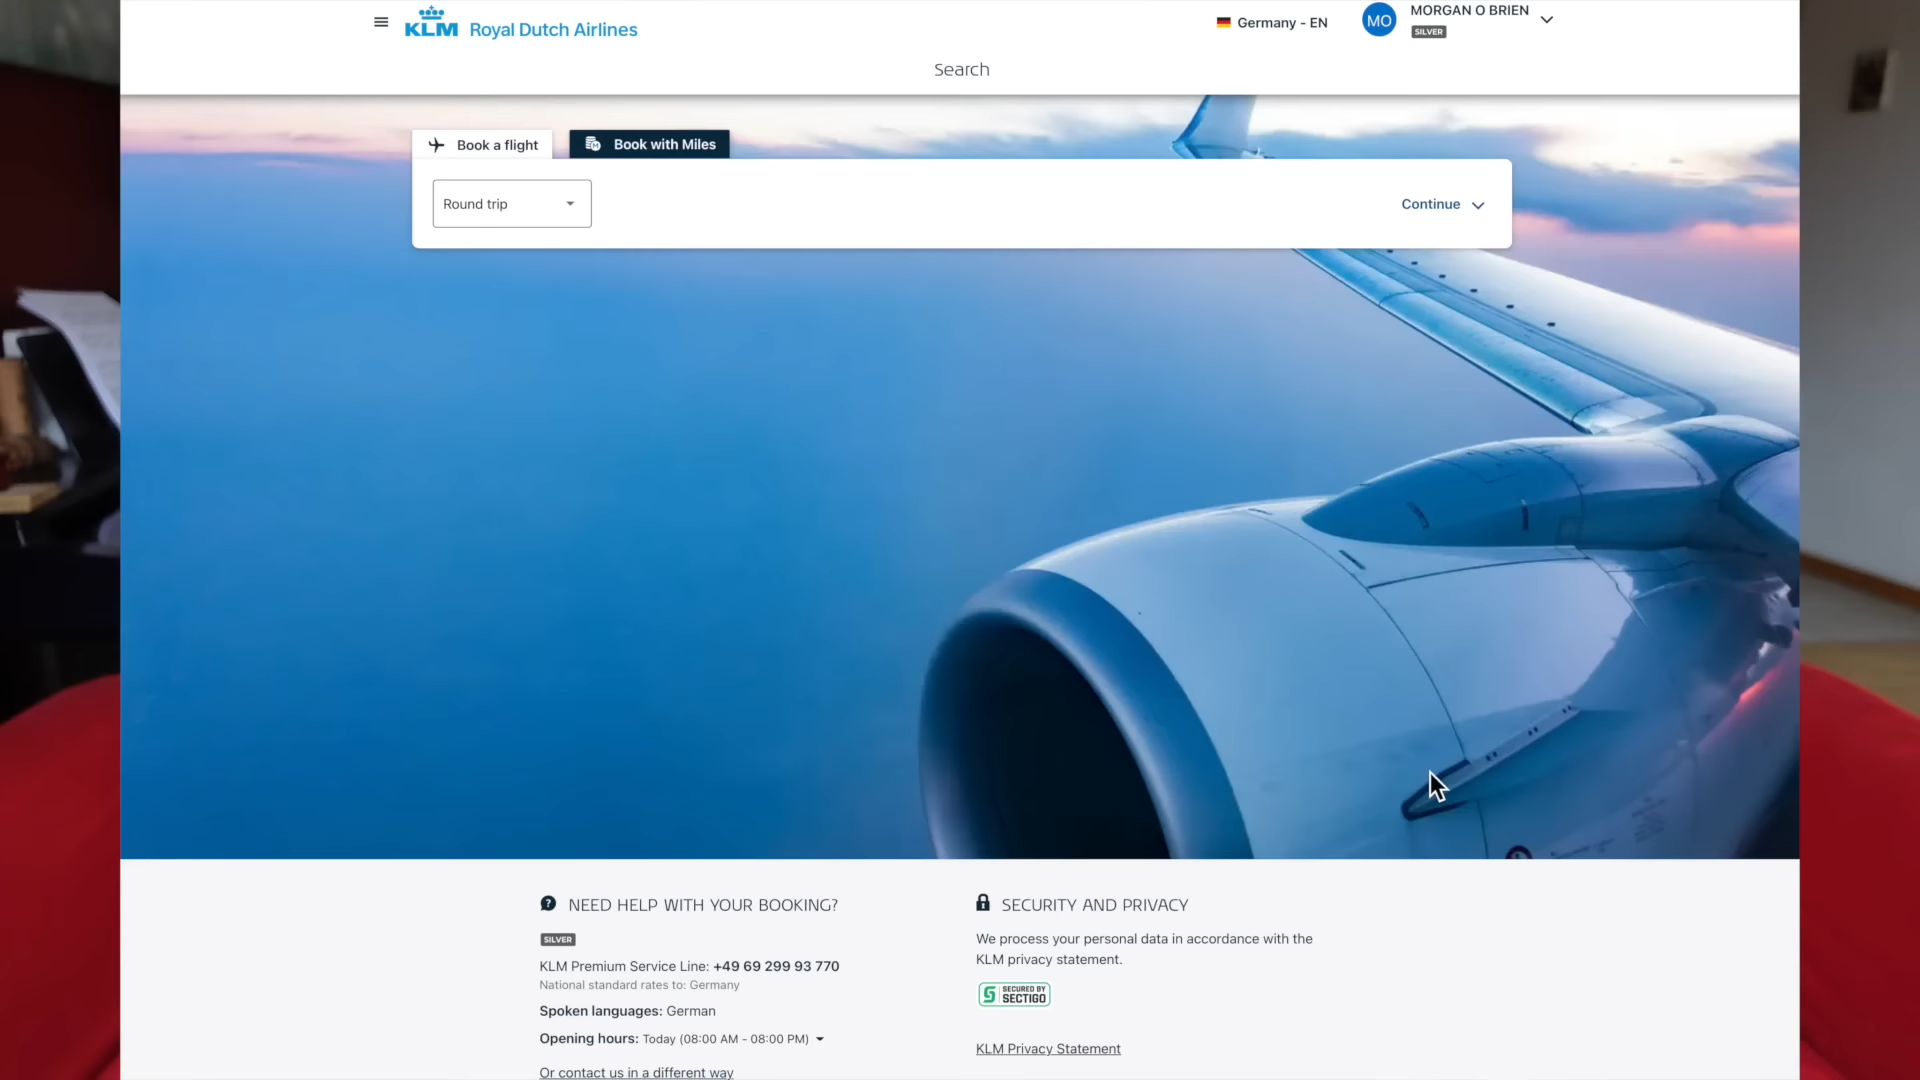 KLM Royal Dutch Airlines
Germany - EN
MO
MORGAN O BRIEN
SILVER
Search
Book a flight
Book with Miles
Round trip
Continue
NEED HELP WITH YOUR BOOKING?
SILVER
KLM Premium Service Line: +49 69 299 93 770
National standard rates to: Germany
Spoken languages: German
Opening hours: Today (08:00 AM - 08:00 PM)
Or contact us in a different way
SECURITY AND PRIVACY
We process your personal data in accordance with the
KLM privacy statement.
SECURED BY
SECTIGO
KLM Privacy Statement